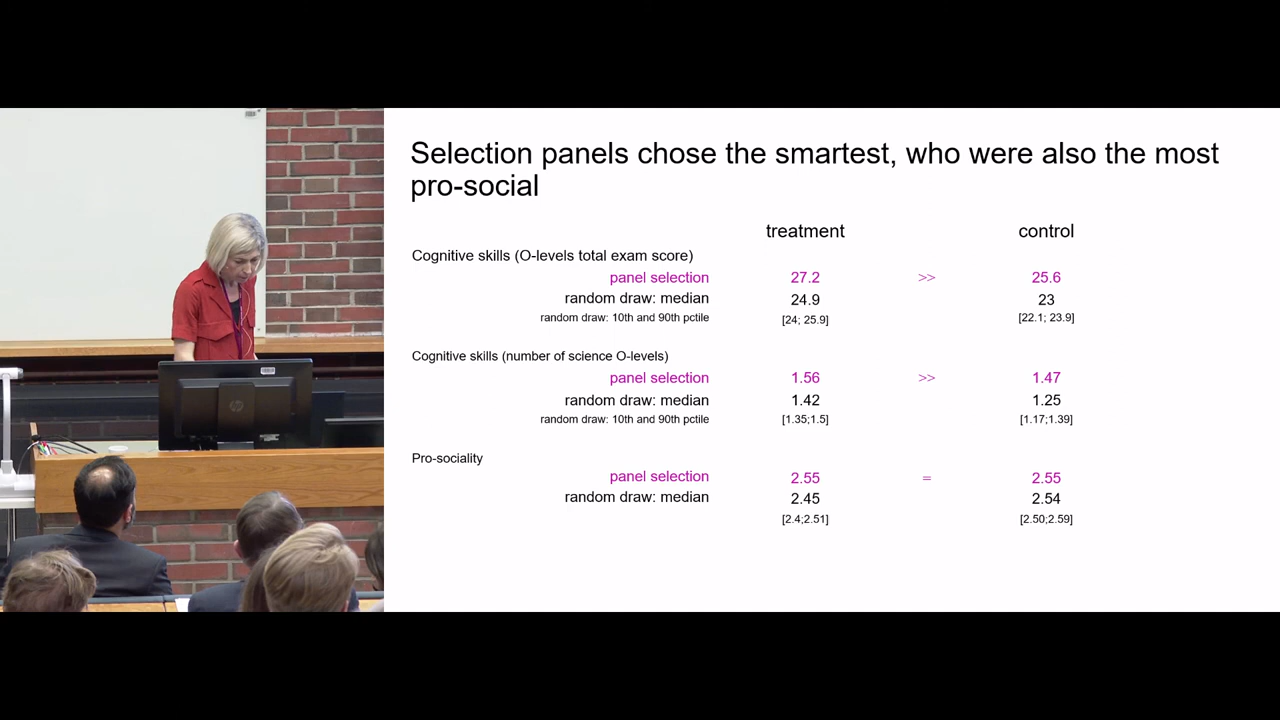 Selection panels chose the smartest, who were also the most
pro-social
treatment control
Cognitive skills (O-levels total exam score)
panel selection 27.2 >> 25.6
random draw: median 24.9 23
random draw: 10th and 90th pctile [24; 25.9] [22.1; 23.9]
Cognitive skills (number of science O-levels)
panel selection 1.56 >> 1.47
random draw: median 1.42 1.25
random draw: 10th and 90th pctile [1.35;1.5] [1.17;1.39]
Pro-sociality
panel selection 2.55 = 2.55
random draw: median 2.45 2.54
[2.4;2.51] [2.50;2.59]